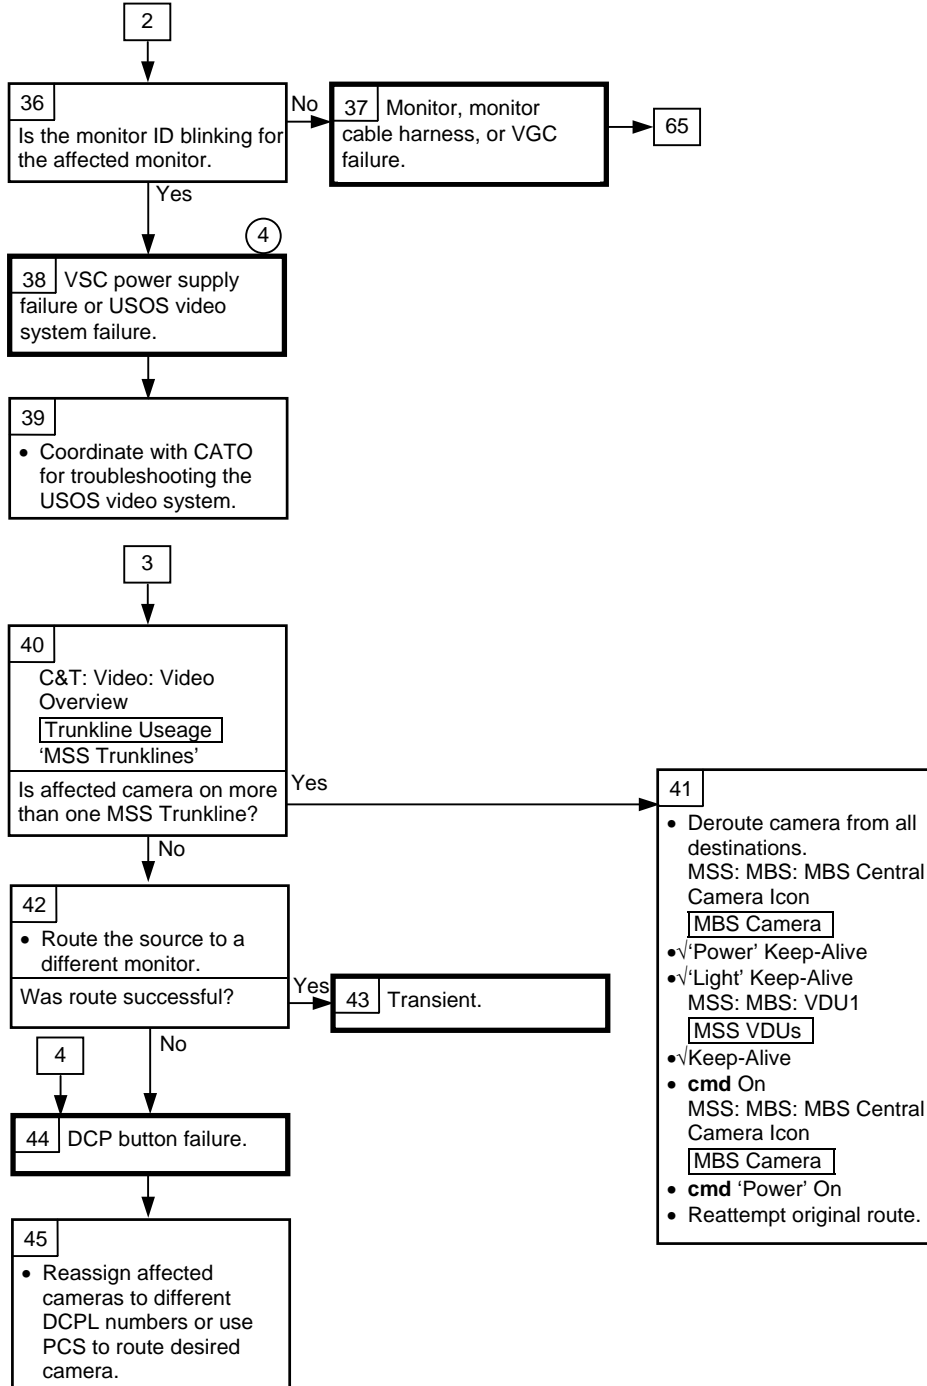 2
36
Is the monitor ID blinking for
the affected monitor.
No
37 Monitor, monitor
cable harness, or VGC
failure.
65
Yes
4
38 VSC power supply
failure or USOS video
system failure.
39
• Coordinate with CATO
for troubleshooting the
USOS video system.
3
40
C&T: Video: Video
Overview
Trunkline Useage
‘MSS Trunklines’
Is affected camera on more
than one MSS Trunkline?
Yes
No
41
• Deroute camera from all
destinations.
MSS: MBS: MBS Central
Camera Icon
MBS Camera
•√‘Power’ Keep-Alive
•√‘Light’ Keep-Alive
MSS: MBS: VDU1
MSS VDUs
•√Keep-Alive
• cmd On
MSS: MBS: MBS Central
Camera Icon
MBS Camera
• cmd ‘Power’ On
• Reattempt original route.
42
• Route the source to a
different monitor.
Was route successful?
Yes
43 Transient.
No
4
44 DCP button failure.
45
• Reassign affected
cameras to different
DCPL numbers or use
PCS to route desired
camera.